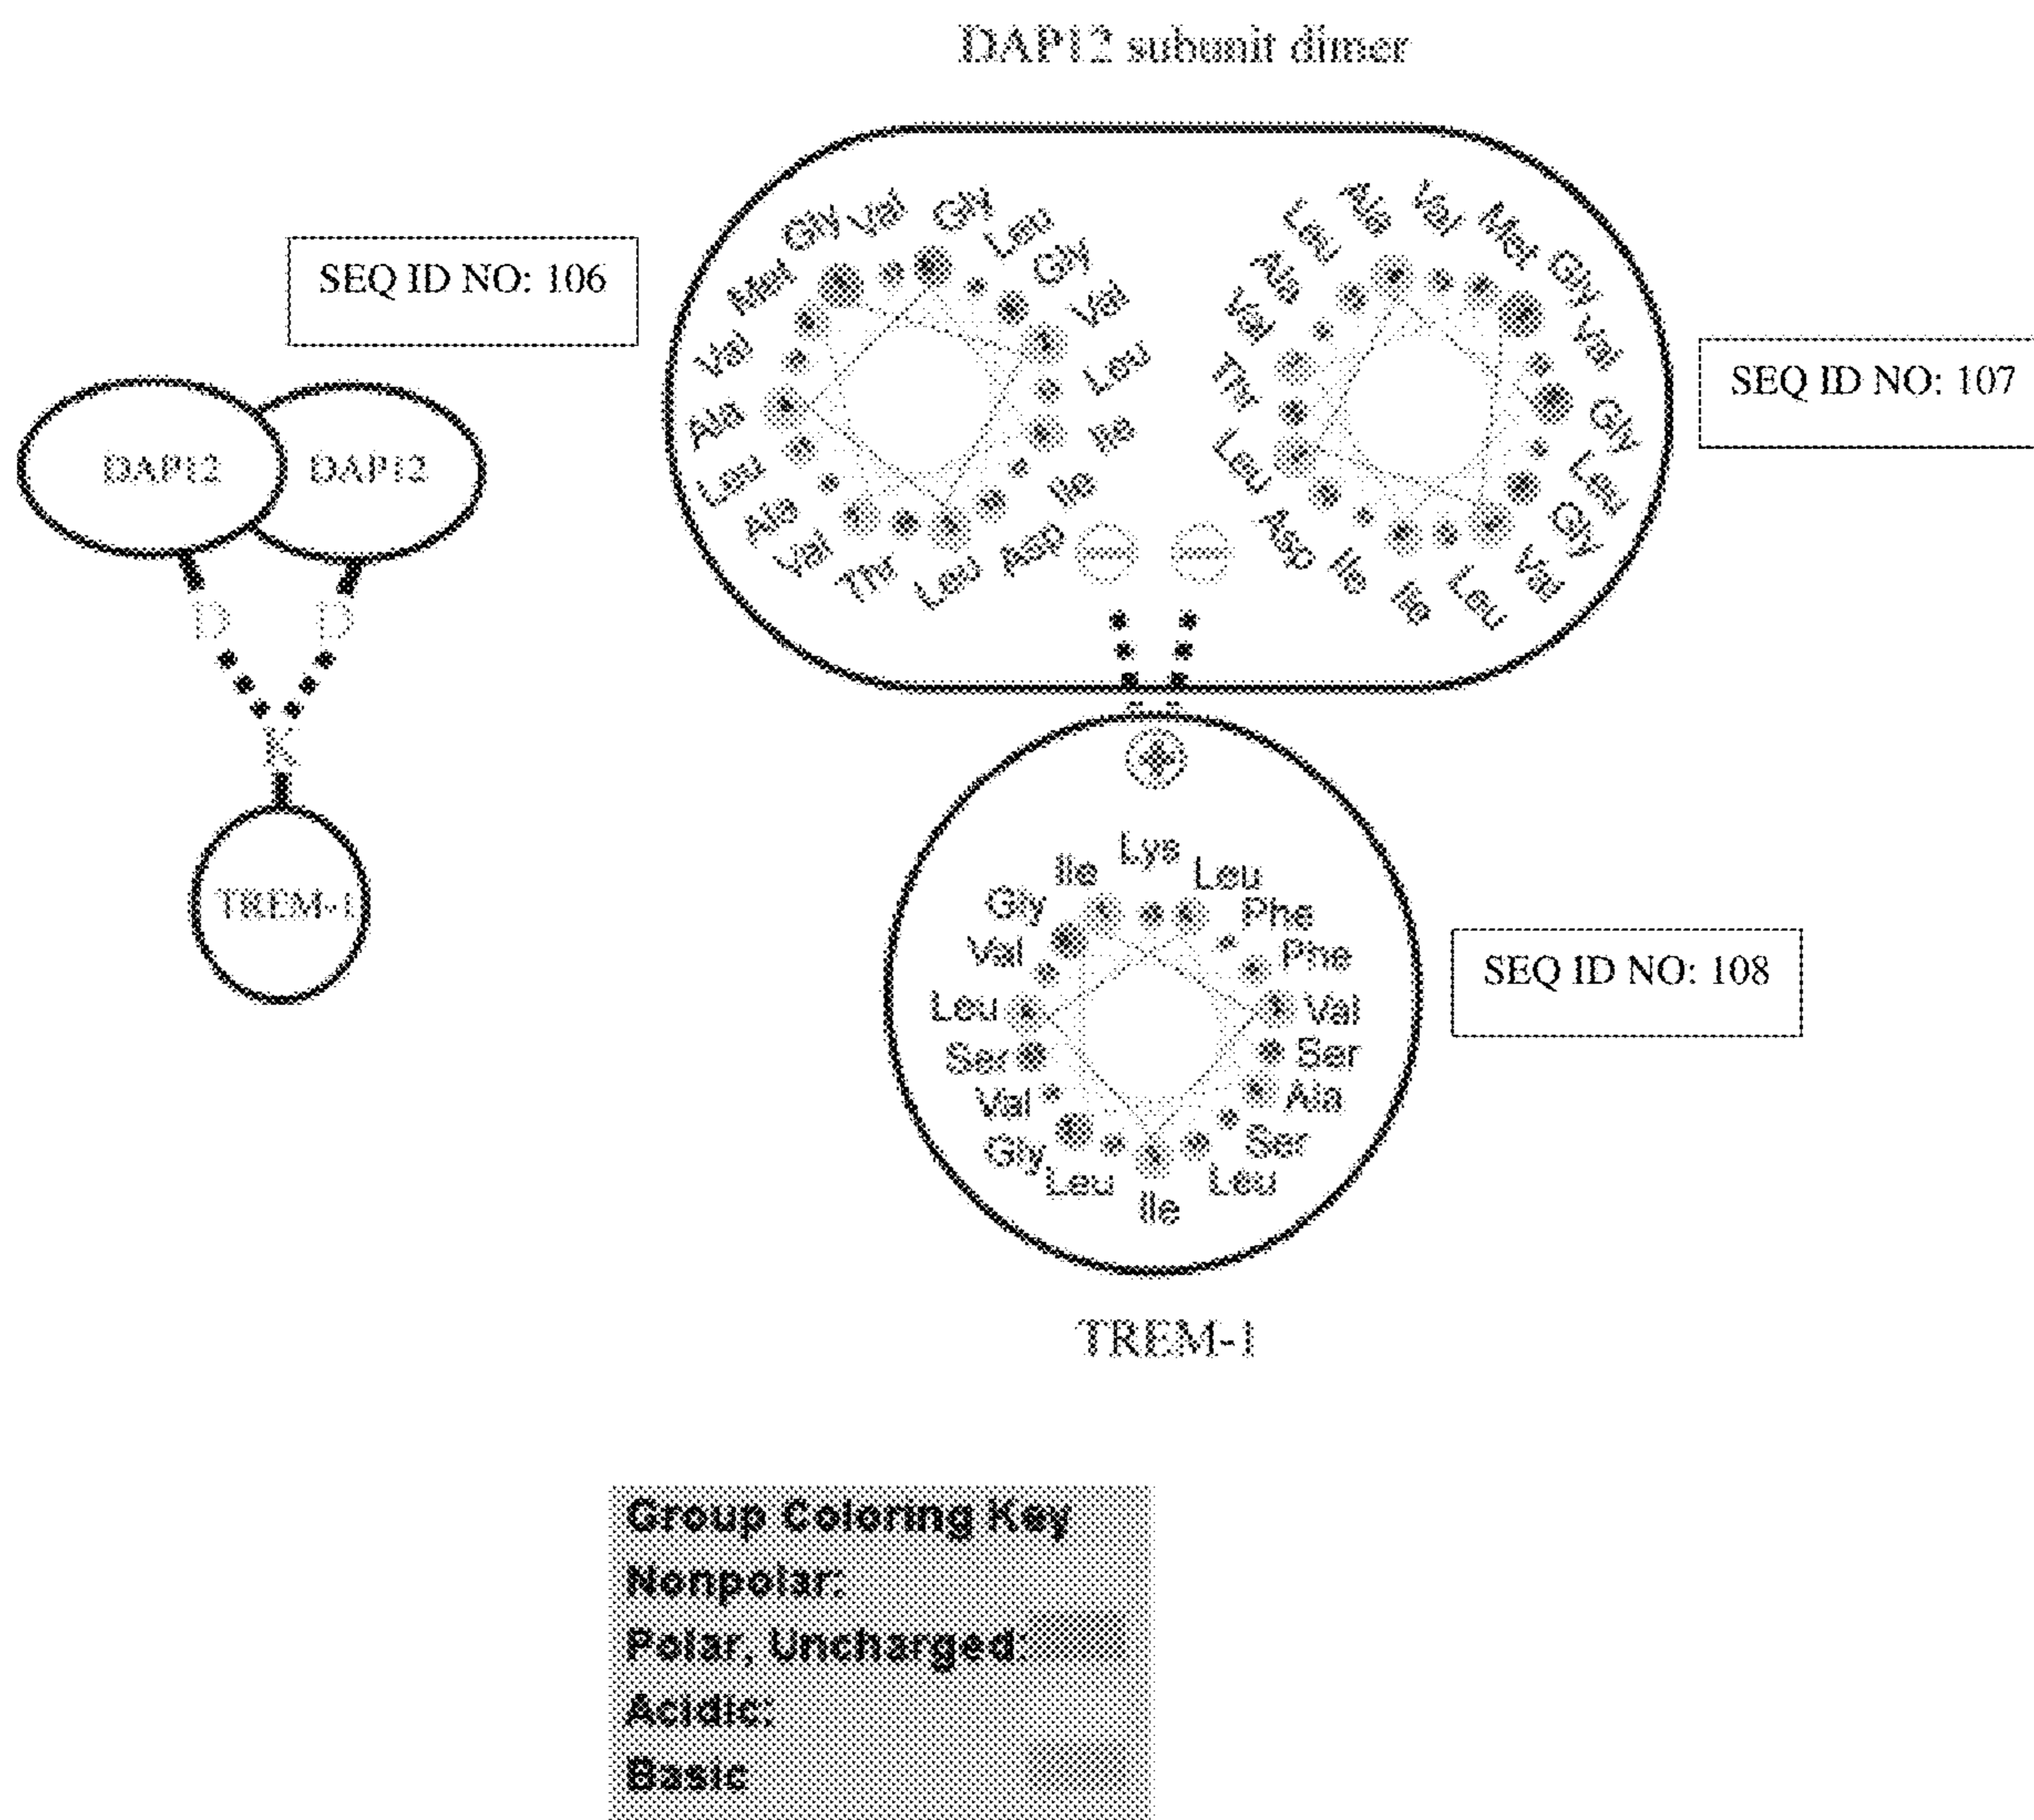 DAP12 subunit dimer
SEQ ID NO: 106
Gly
Val
Gly
Leu
Gly
Val
Leu
Ile
Ile
Asp
Leu
Thr
Val
Ala
Leu
Ala
Val
Met
Leu
Ala
Val
Met
Gly
Val
Gly
Leu
Gly
Val
Leu
Ile
Ile
Asp
Leu
Thr
Val
Ala
SEQ ID NO: 107
DAP12
DAP12
D
D
K
TREM-1
Lys
Leu
Phe
Phe
Val
Ser
Ala
Ser
Leu
Ile
Leu
Gly
Val
Ser
Leu
Val
Gly
Ile
SEQ ID NO: 108
TREM-1
Group Coloring Key
Nonpolar:
Polar, Uncharged:
Acidic:
Basic